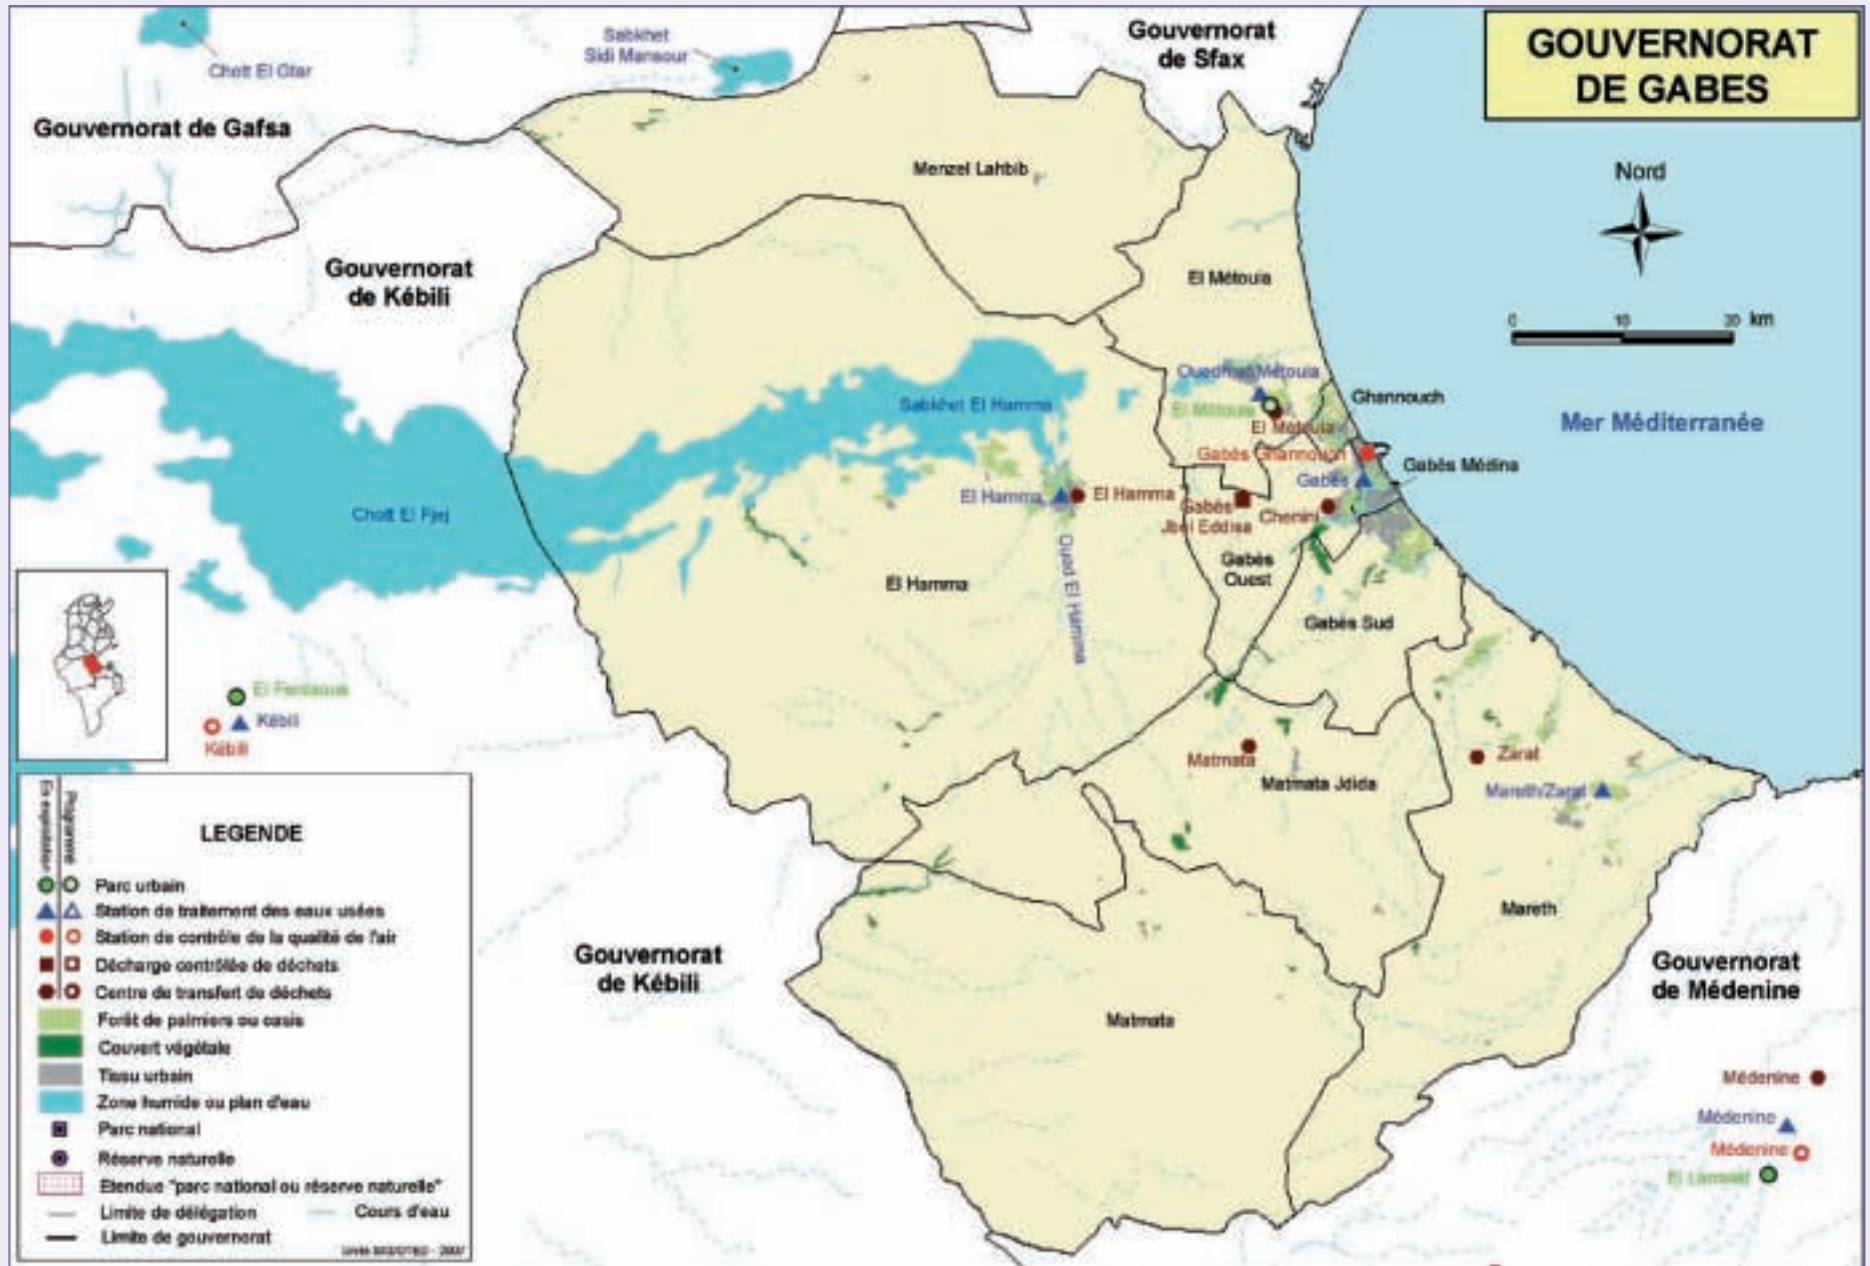 GOUVERNORAT
DE GABES
Gouvernorat
de Sfax
Sabkhet
Sidi Mansour
Chott El Gtar
Gouvernorat de Gafsa
Menzel Lahbib
Nord
Gouvernorat
de Kébili
El Métouia
0 10 20 km
Mer Méditerranée
Ouedhref/Métouia
El Métouia
El Métouia
Ghannouch
Sabkhet El Hamma
Gabès Ghannouch
Gabès Médina
Gabès
El Hamma
El Hamma
Gabès
Jbel Eddisa
Chenini
Chott El Fjej
Gabès
Ouest
El Hamma
Oued El Hamma
Gabès Sud
El Ferdaous
Kébili
Kébili
Matmata
Matmata Jdida
Zarat
Mareth/Zarat
Mareth
Gouvernorat
de Kébili
Matmata
Gouvernorat
de Médenine
Médenine
Médenine
Médenine
En exploitation
Programmé
LEGENDE
Parc urbain
Station de traitement des eaux usées
Station de contrôle de la qualité de l'air
Décharge contrôlée de déchets
Centre de transfert de déchets
Forêt de palmiers ou oasis
Couvert végétale
Tissu urbain
Zone humide ou plan d'eau
Parc national
Réserve naturelle
Etendue "parc national ou réserve naturelle"
Limite de délégation Cours d'eau
Limite de gouvernorat